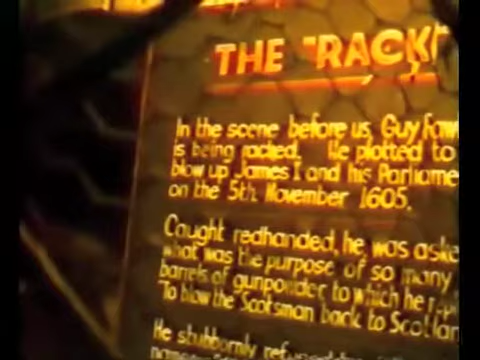 THE "RACK"
In the scene before us, Guy Faw
is being racked. He plotted to
blow up James I and his Parliame
on the 5th. November 1605.
Caught redhanded, he was aske
what was the purpose of so many
barrels of gunpowder, to which he rep
"To blow the Scotsman back to Scotlan
He stubbornly refused